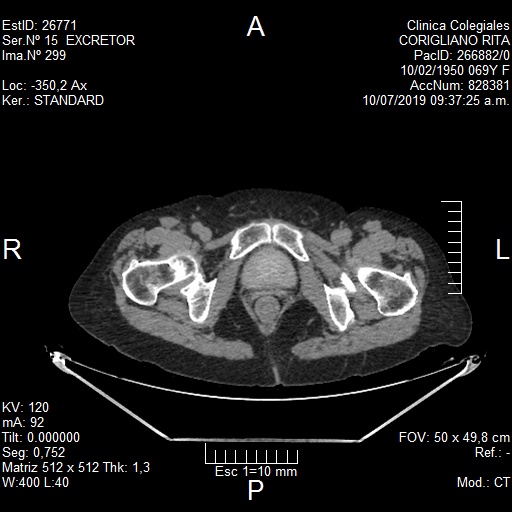 EstID: 26771
Ser.Nº 15  EXCRETOR
Ima.Nº 299
Loc: -350,2 Ax
Ker.: STANDARD
A
Clinica Colegiales
CORIGLIANO RITA
PacID: 266882/0
10/02/1950 069Y F
AccNum: 828381
10/07/2019 09:37:25 a.m.
R
L
KV: 120
mA: 92
Tilt: 0.000000
Seg: 0,752
Matriz 512 x 512 Thk: 1,3
W:400 L:40
Esc 1=10 mm
P
FOV: 50 x 49,8 cm
Ref.: -
Mod.: CT